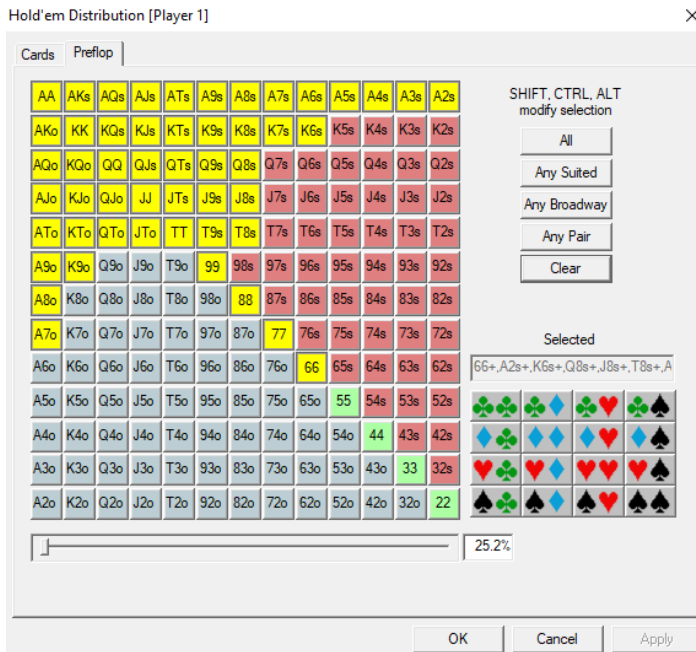 Hold'em Distribution [Player 1]
Cards Preflop
AA AKs AQs AJs ATs A9s A8s A7s A6s A5s A4s A3s A2s
AKo KK KQs KJs KTs K9s K8s K7s K6s K5s K4s K3s K2s
AQo KQo QQ QJs QTs Q9s Q8s Q7s Q6s Q5s Q4s Q3s Q2s
AJo KJo QJo JJ JTs J9s J8s J7s J6s J5s J4s J3s J2s
ATo KTo QTo JTo TT T9s T8s T7s T6s T5s T4s T3s T2s
A9o K9o Q9o J9o T9o 99 98s 97s 96s 95s 94s 93s 92s
A8o K8o Q8o J8o T8o 98o 88 87s 86s 85s 84s 83s 82s
A7o K7o Q7o J7o T7o 97o 87o 77 76s 75s 74s 73s 72s
A6o K6o Q6o J6o T6o 96o 86o 76o 66 65s 64s 63s 62s
A5o K5o Q5o J5o T5o 95o 85o 75o 65o 55 54s 53s 52s
A4o K4o Q4o J4o T4o 94o 84o 74o 64o 54o 44 43s 42s
A3o K3o Q3o J3o T3o 93o 83o 73o 63o 53o 43o 33 32s
A2o K2o Q2o J2o T2o 92o 82o 72o 62o 52o 42o 32o 22
25.2%
SHIFT, CTRL, ALT
modify selection
All
Any Suited
Any Broadway
Any Pair
Clear
Selected
66+,A2s+,K6s+,Q8s+,J8s+,T8s+,A
OK Cancel Apply